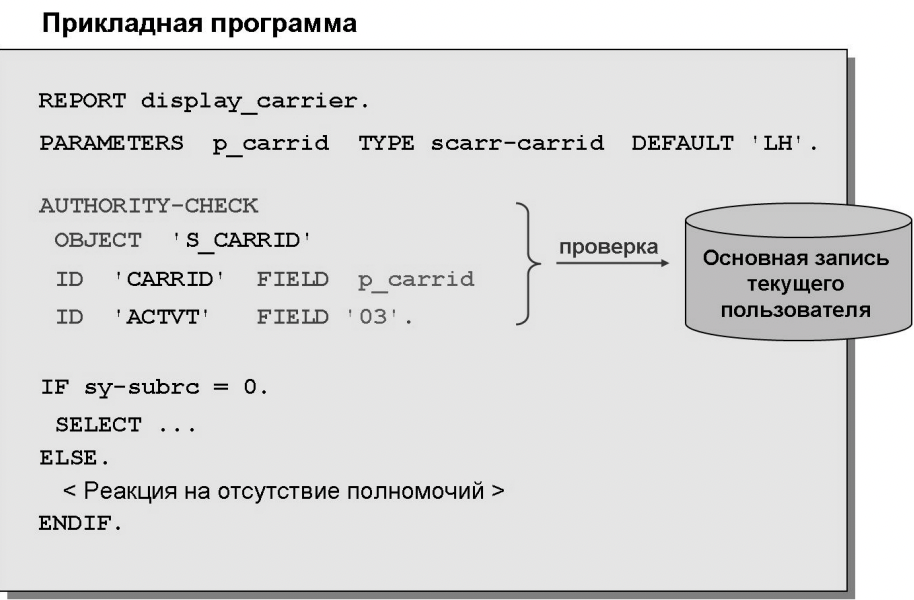 Прикладная программа
REPORT display_carrier.
PARAMETERS p_carrid TYPE scarr-carrid DEFAULT 'LH'.
AUTHORITY-CHECK
OBJECT 'S_CARRID'
ID 'CARRID' FIELD p_carrid
ID 'ACTVT' FIELD '03'.
проверка
Основная запись
текущего
пользователя
IF sy-subrc = 0.
SELECT ...
ELSE.
< Реакция на отсутствие полномочий >
ENDIF.